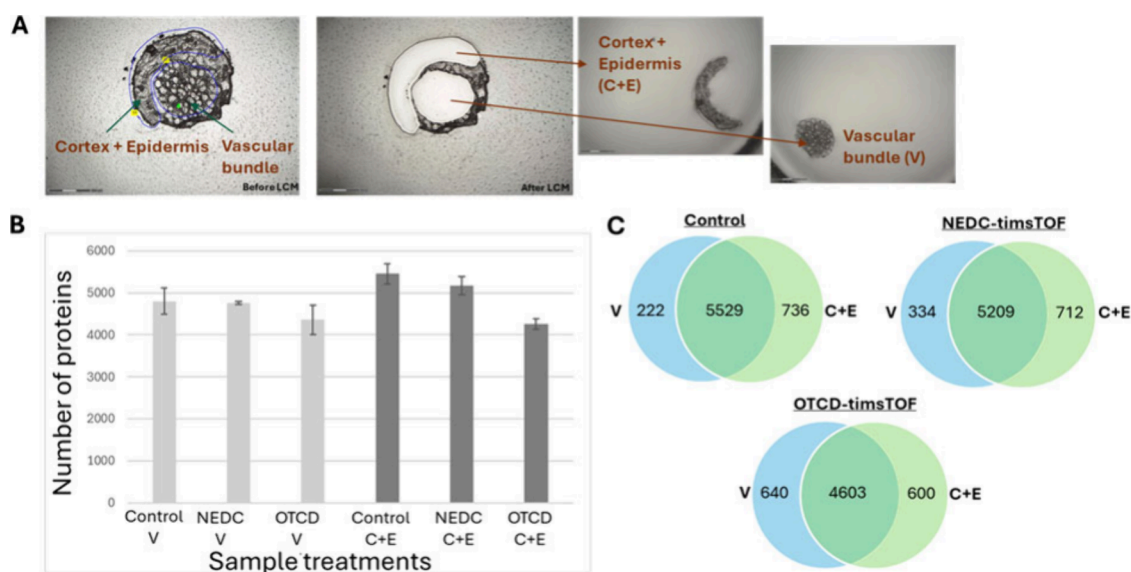 A
Cortex + Epidermis
Vascular
bundle
Before LCM
After LCM
Cortex +
Epidermis
(C+E)
Vascular
bundle (V)
B
Number of proteins
6000
5000
4000
3000
2000
1000
0
Control
V
NEDC
V
OTCD
V
Control
C+E
NEDC
C+E
OTCD
C+E
Sample treatments
C
Control
V
222
5529
736
C+E
NEDC-timsTOF
V
334
5209
712
C+E
OTCD-timsTOF
V
640
4603
600
C+E